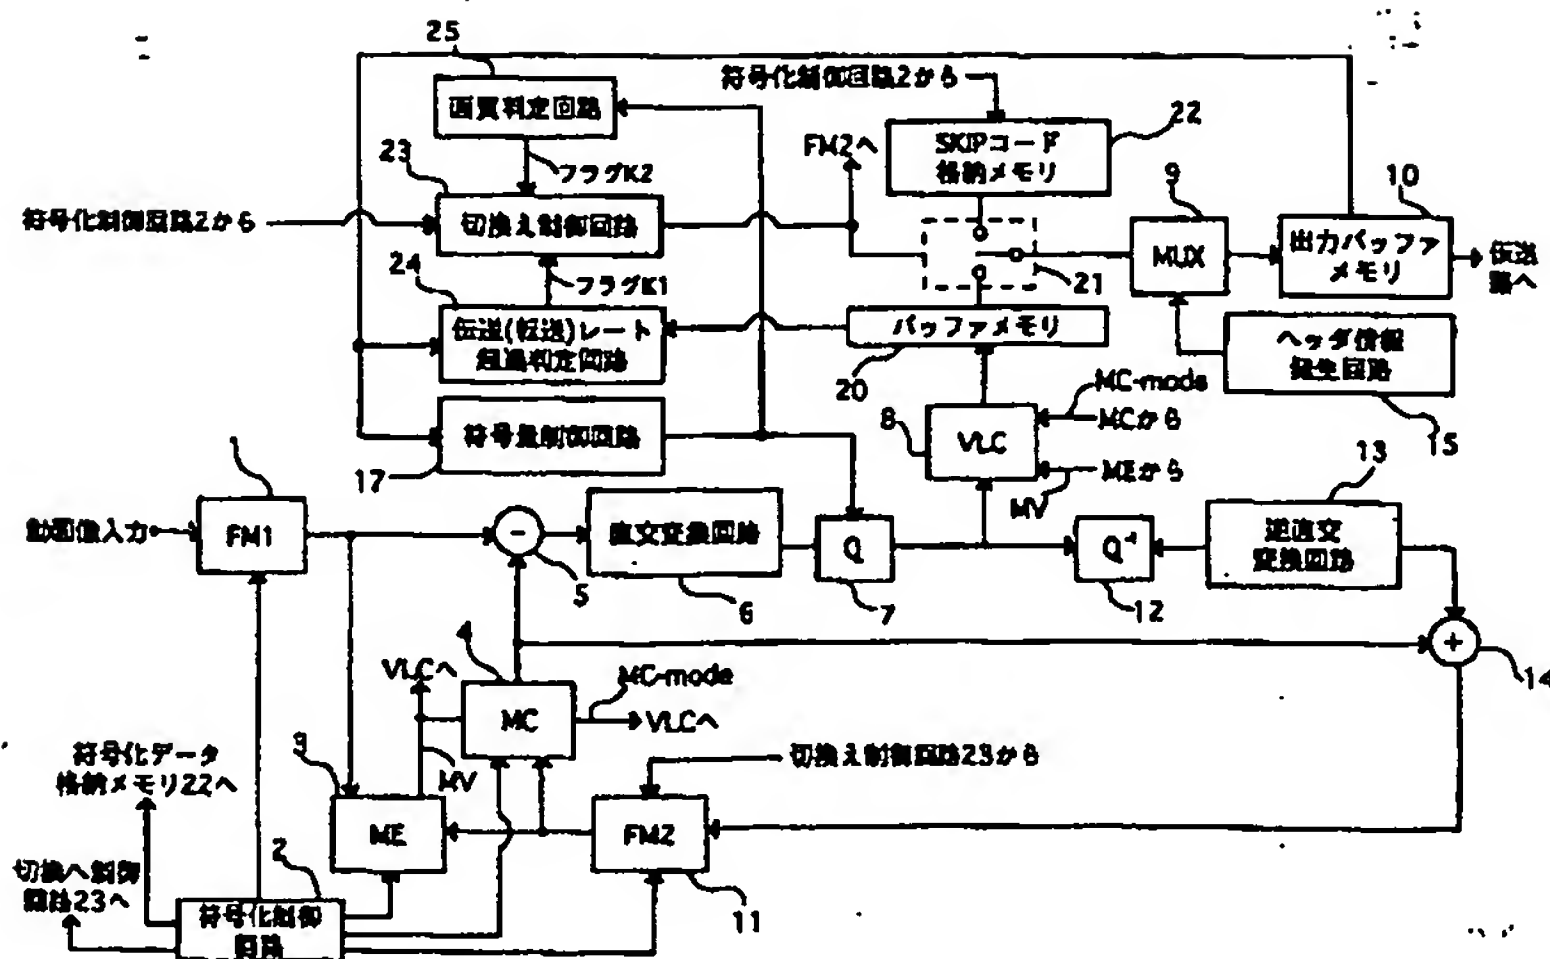 25
符号化制御回路2から
画質判定回路
22
SKIPコード
格納メモリ
FM2へ
23
フラグK2
9
10
符号化制御回路2から
切換え制御回路
MUX
出力バッファ
メモリ
伝送
路へ
24
フラグK1
21
伝送(転送)レート
超過判定回路
バッファメモリ
ヘッダ情報
発生回路
20
MC-mode
8
VLC
MCから
15
符号量制御回路
17
MEから
MV
13
1
動画像入力
FM1
-
5
直交変換回路
6
Q
7
Q⁻¹
12
逆直交
変換回路
+
14
4
VLCへ
MC-mode
MC
VLCへ
符号化データ
格納メモリ22へ
3
MV
切換え制御回路23から
ME
FM2
11
切換へ制御
回路23へ
2
符号化制御
回路